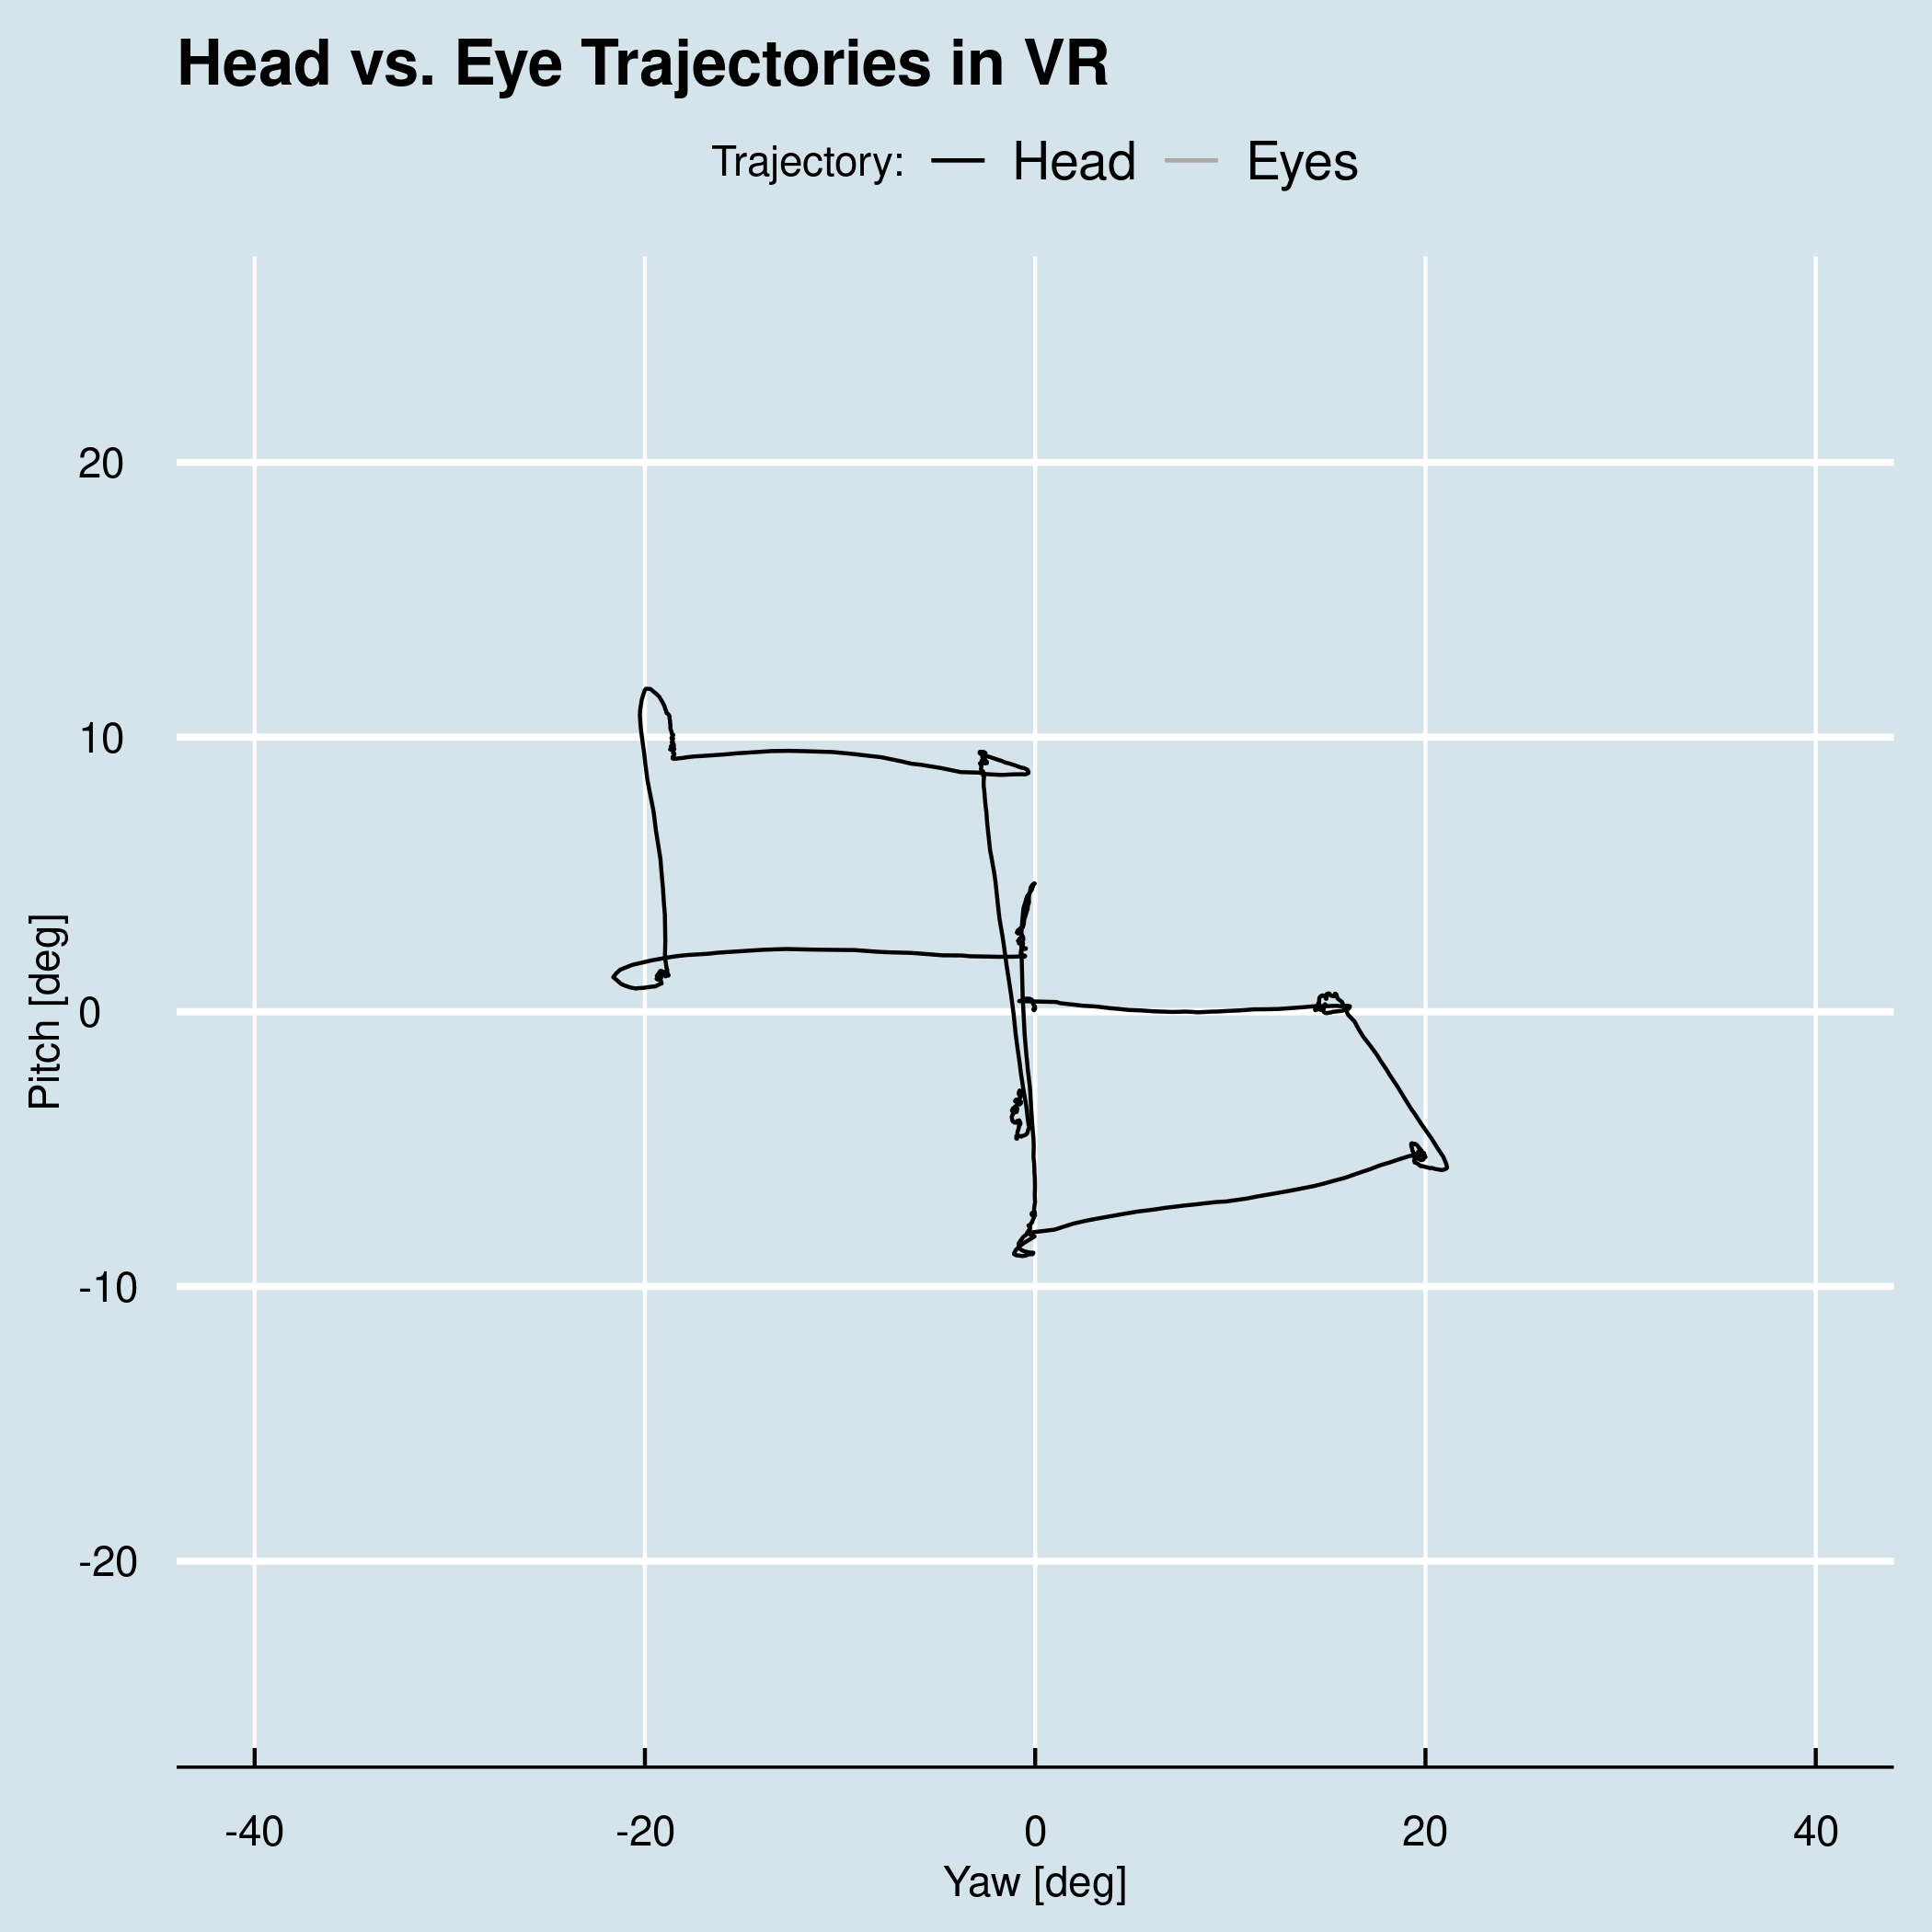 Head vs. Eye Trajectories in VR
Trajectory: Head Eyes
20
10
0
-10
-20
Pitch [deg]
-40 -20 0 20 40
Yaw [deg]